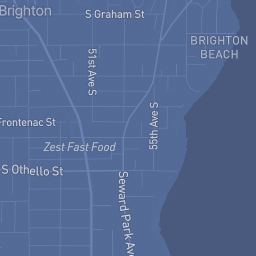 S Graham St
Brighton
BRIGHTON
BEACH
51st Ave S
55th Ave S
Frontenac St
Zest Fast Food
S Othello St
Seward Park Ave